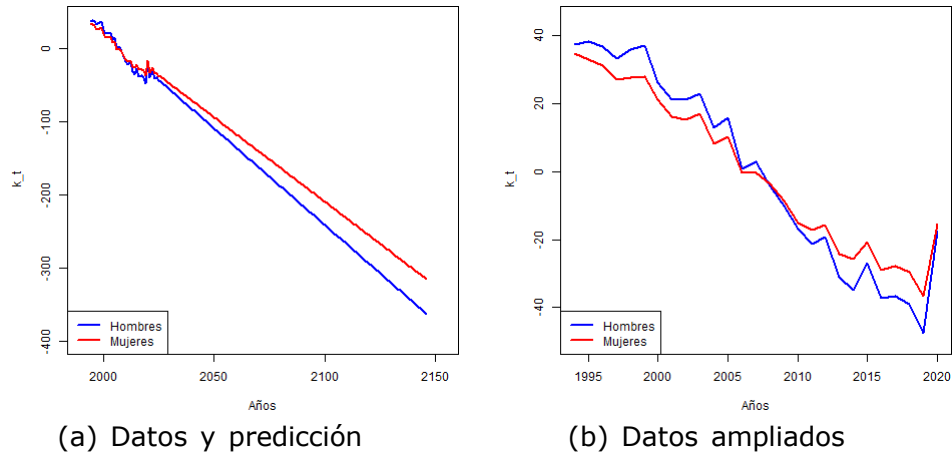 0
-100
-200
-300
-400
k_t
Hombres
Mujeres
2000 2050 2100 2150
Años
(a) Datos y predicción
40
20
0
-20
-40
k_t
Hombres
Mujeres
1995 2000 2005 2010 2015 2020
Años
(b) Datos ampliados